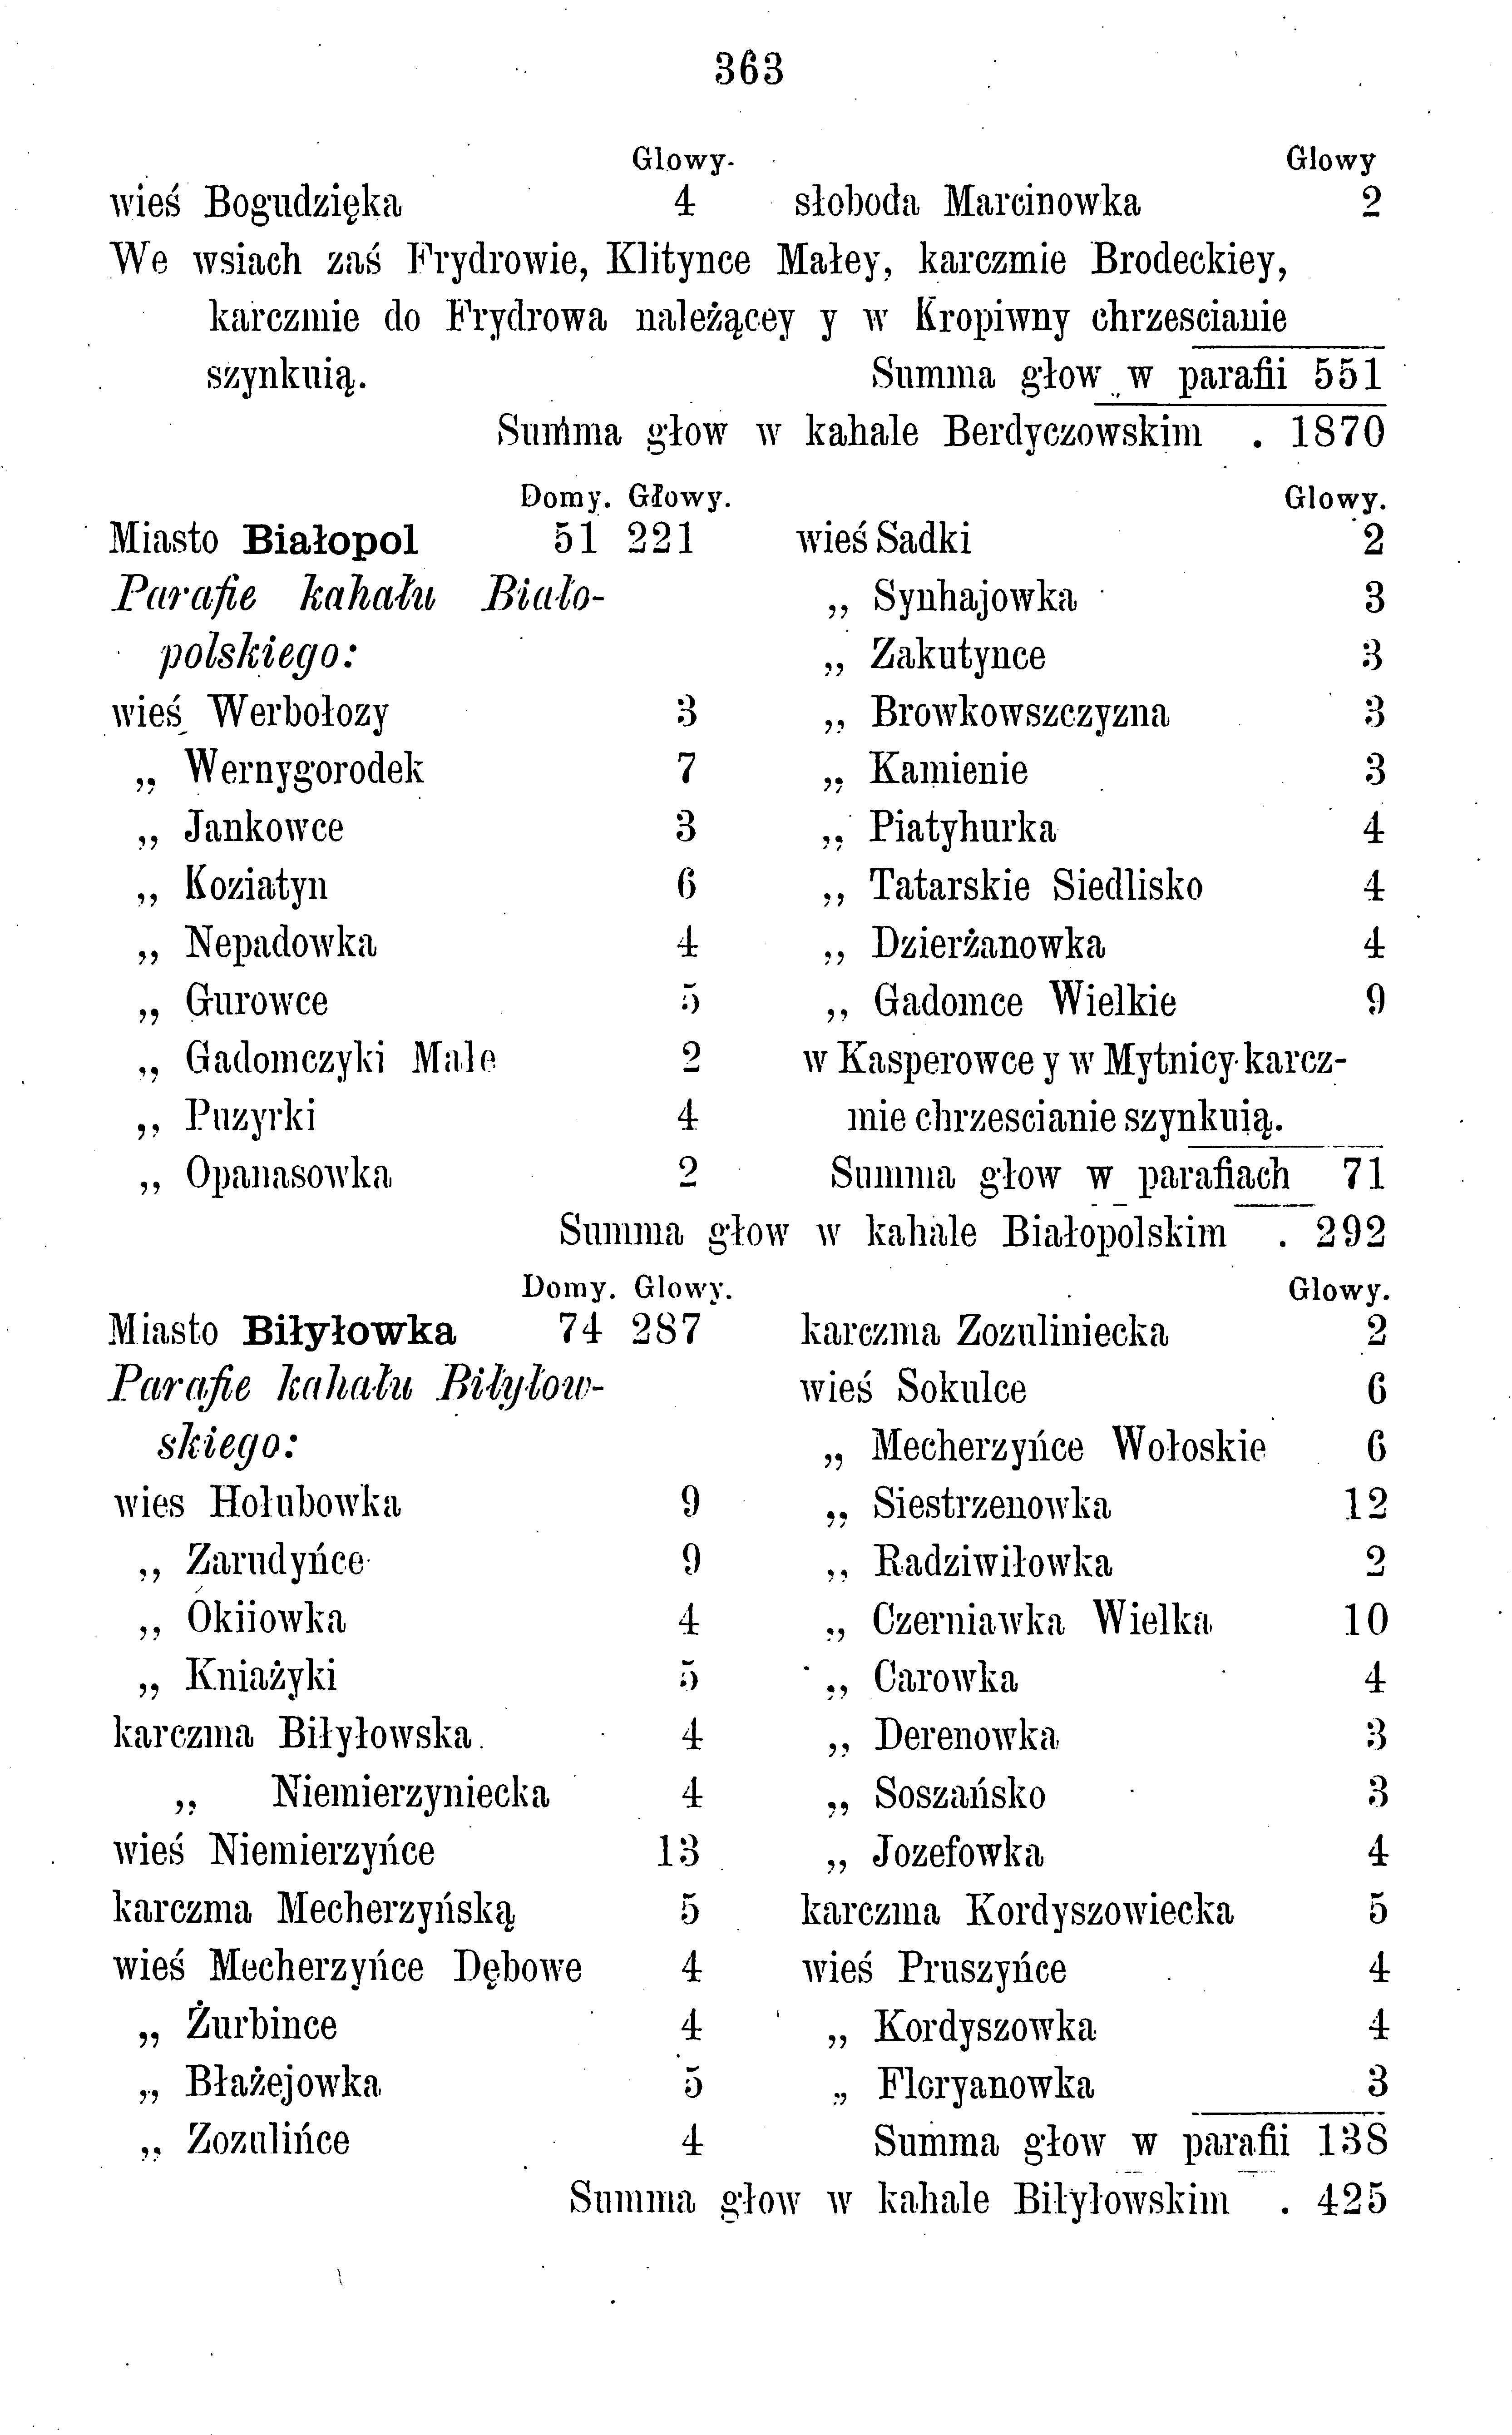 363
Glowy.
wieś Bogudzięka 4
Glowy
słoboda Marcinowka 2
We wsiach zaś Frydrowie, Klitynce Małey, karczmie Brodeckiey,
karczmie do Frydrowa należącey y w Kropiwny chrzescianie
szynkuią. Summa głow w parafii 551
Summa głow w kahale Berdyczowskim . 1870
Domy. Głowy.
Miasto Białopol 51 221
Parafie kahału Biało-
polskiego:
wieś Werbołozy 3
„ Wernygorodek 7
„ Jankowce 3
„ Koziatyn 6
„ Nepadowka 4
„ Gurowce 5
„ Gadomczyki Male 2
„ Puzyrki 4
„ Opanasowka 2
Glowy.
wieś Sadki 2
„ Synhajowka 3
„ Zakutynce 3
„ Browkowszczyzna 3
„ Kamienie 3
„ Piatyhurka 4
„ Tatarskie Siedlisko 4
„ Dzierżanowka 4
„ Gadomce Wielkie 9
w Kasperowce y w Mytnicy karcz-
mie chrzescianie szynkuią.
Summa głow w parafiach 71
Summa głow w kahale Białopolskim . 292
Domy. Glowy.
Miasto Biłyłowka 74 287
Parafie kahału Biłyłow-
skiego:
wies Hołubowka 9
„ Zarudyńce 9
„ Okiiowka 4
„ Kniażyki 5
karczma Biłyłowska 4
„ Niemierzyniecka 4
wieś Niemierzyńce 13
karczma Mecherzyńską 5
wieś Mecherzyńce Dębowe 4
„ Żurbince 4
„ Błażejowka 5
„ Zozulińce 4
Glowy.
karczma Zozuliniecka 2
wieś Sokulce 6
„ Mecherzyńce Wołoskie 6
„ Siestrzenowka 12
„ Radziwiłowka 2
„ Czerniawka Wielka 10
„ Carowka 4
„ Derenowka 3
„ Soszańsko 3
„ Jozefowka 4
karczma Kordyszowiecka 5
wieś Pruszyńce 4
„ Kordyszowka 4
„ Floryanowka 3
Summa głow w parafii 138
Summa głow w kahale Biłyłowskim . 425